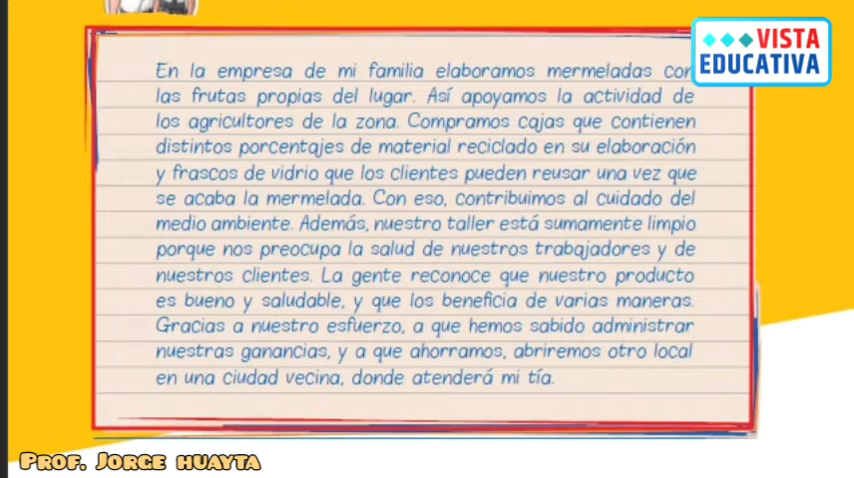 VISTA
EDUCATIVA
En la empresa de mi familia elaboramos mermeladas con
las frutas propias del lugar. Así apoyamos la actividad de
los agricultores de la zona. Compramos cajas que contienen
distintos porcentajes de material reciclado en su elaboración
y frascos de vidrio que los clientes pueden reusar una vez que
se acaba la mermelada. Con eso, contribuimos al cuidado del
medio ambiente. Además, nuestro taller está sumamente limpio
porque nos preocupa la salud de nuestros trabajadores y de
nuestros clientes. La gente reconoce que nuestro producto
es bueno y saludable, y que los beneficia de varias maneras.
Gracias a nuestro esfuerzo, a que hemos sabido administrar
nuestras ganancias, y a que ahorramos, abriremos otro local
en una ciudad vecina, donde atenderá mi tía.
PROF. JORGE HUAYTA